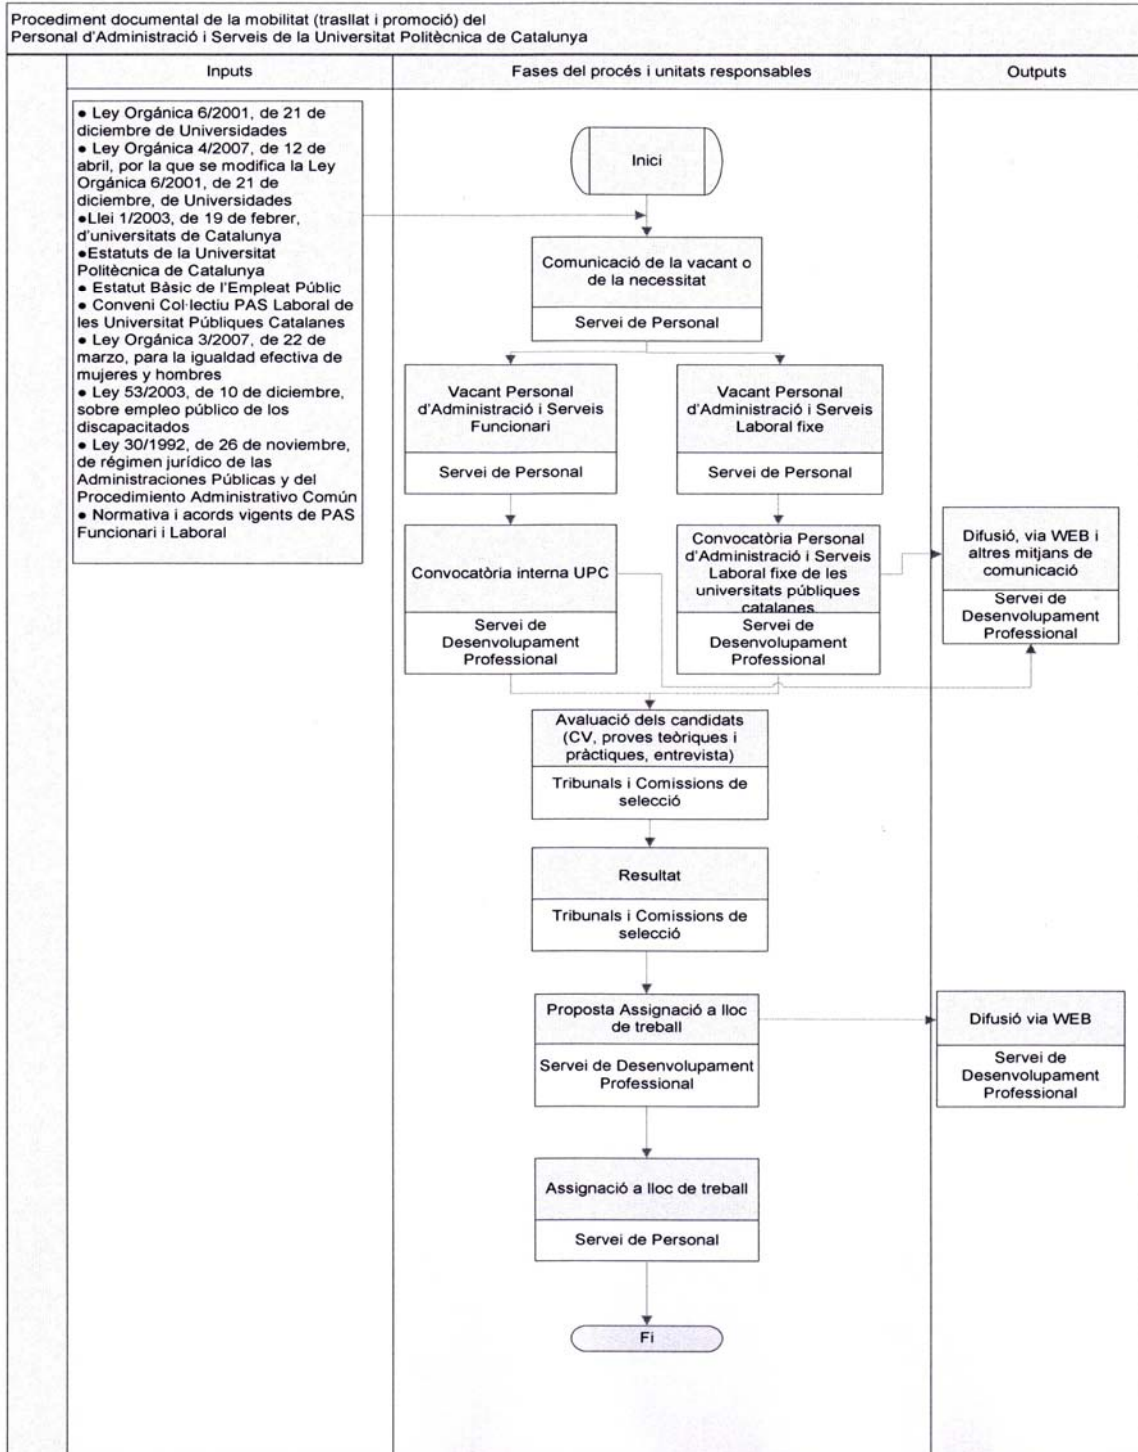 Procediment documental de la mobilitat (trasllat i promoció) del
Personal d'Administració i Serveis de la Universitat Politècnica de Catalunya
Inputs
Fases del procés i unitats responsables
Outputs
● Ley Orgánica 6/2001, de 21 de
diciembre de Universidades
● Ley Orgánica 4/2007, de 12 de
abril, por la que se modifica la Ley
Orgánica 6/2001, de 21 de
diciembre, de Universidades
●Llei 1/2003, de 19 de febrer,
d'universitats de Catalunya
●Estatuts de la Universitat
Politècnica de Catalunya
● Estatut Bàsic de l'Empleat Públic
● Conveni Col·lectiu PAS Laboral de
les Universitat Públiques Catalanes
● Ley Orgánica 3/2007, de 22 de
marzo, para la igualdad efectiva de
mujeres y hombres
● Ley 53/2003, de 10 de diciembre,
sobre empleo público de los
discapacitados
● Ley 30/1992, de 26 de noviembre,
de régimen jurídico de las
Administraciones Públicas y del
Procedimiento Administrativo Común
● Normativa i acords vigents de PAS
Funcionari i Laboral
Inici
Comunicació de la vacant o
de la necessitat
Servei de Personal
Vacant Personal
d'Administració i Serveis
Funcionari
Servei de Personal
Vacant Personal
d'Administració i Serveis
Laboral fixe
Servei de Personal
Convocatòria interna UPC
Servei de
Desenvolupament
Professional
Convocatòria Personal
d'Administració i Serveis
Laboral fixe de les
universitats públiques
catalanes
Servei de
Desenvolupament
Professional
Difusió, via WEB i
altres mitjans de
comunicació
Servei de
Desenvolupament
Professional
Avaluació dels candidats
(CV, proves teòriques i
pràctiques, entrevista)
Tribunals i Comissions de
selecció
Resultat
Tribunals i Comissions de
selecció
Proposta Assignació a lloc
de treball
Servei de Desenvolupament
Professional
Difusió via WEB
Servei de
Desenvolupament
Professional
Assignació a lloc de treball
Servei de Personal
Fi